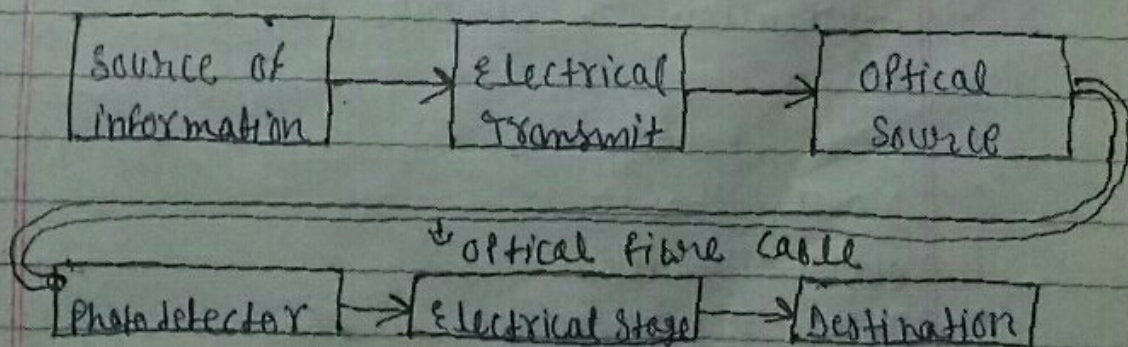 Source of
information
Electrical
Transmit
Optical
Source
Optical fibre cable
Photodetector
Electrical Stage
Destination